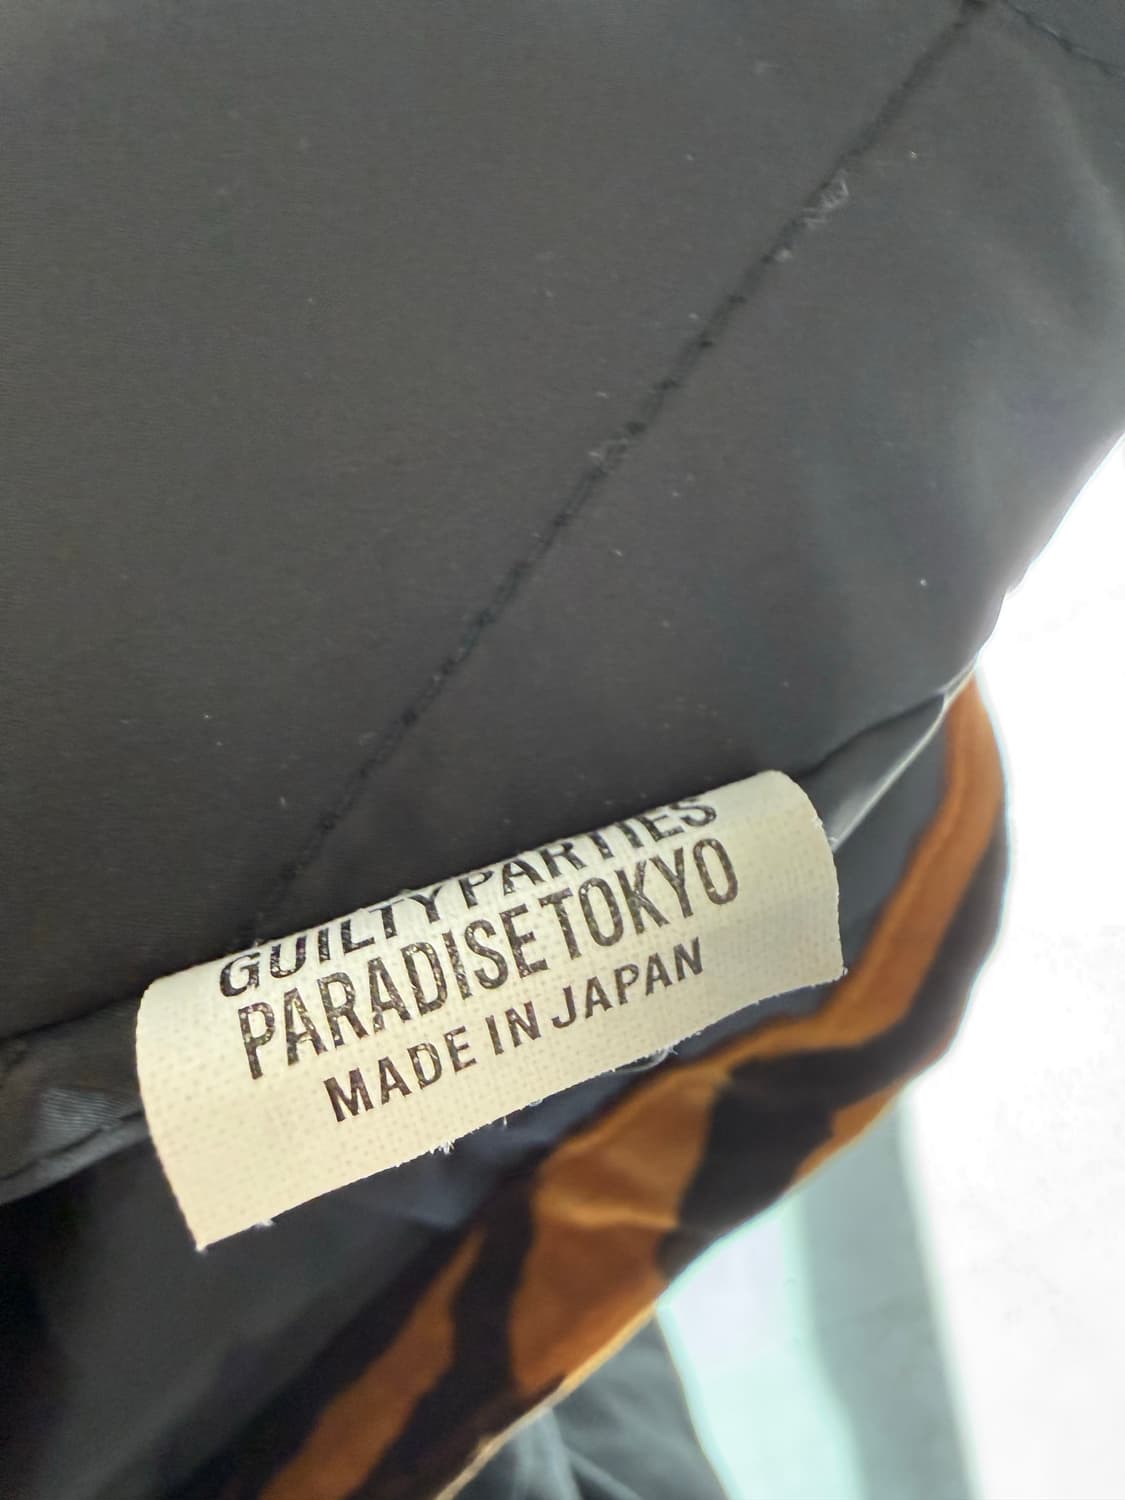 GUILTY PARTIES
PARADISE TOKYO
MADE IN JAPAN